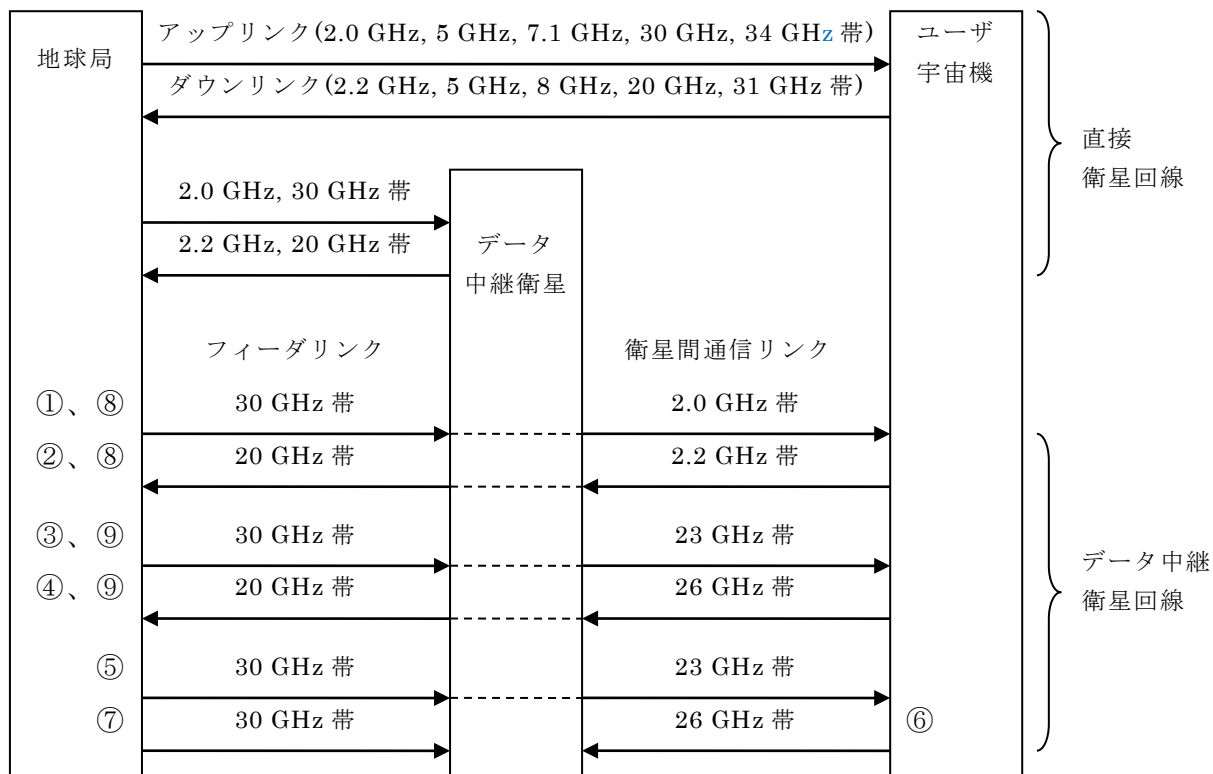 アップリンク(2.0 GHz, 5 GHz, 7.1 GHz, 30 GHz, 34 GHz 帯)
地球局
ユーザ
宇宙機
ダウンリンク(2.2 GHz, 5 GHz, 8 GHz, 20 GHz, 31 GHz 帯)
直接
衛星回線
2.0 GHz, 30 GHz 帯
2.2 GHz, 20 GHz 帯
データ
中継衛星
フィーダリンク
衛星間通信リンク
①、⑧ 30 GHz 帯 2.0 GHz 帯
②、⑧ 20 GHz 帯 2.2 GHz 帯
③、⑨ 30 GHz 帯 23 GHz 帯
④、⑨ 20 GHz 帯 26 GHz 帯
データ中継
衛星回線
⑤ 30 GHz 帯 23 GHz 帯
⑦ 30 GHz 帯 26 GHz 帯 ⑥